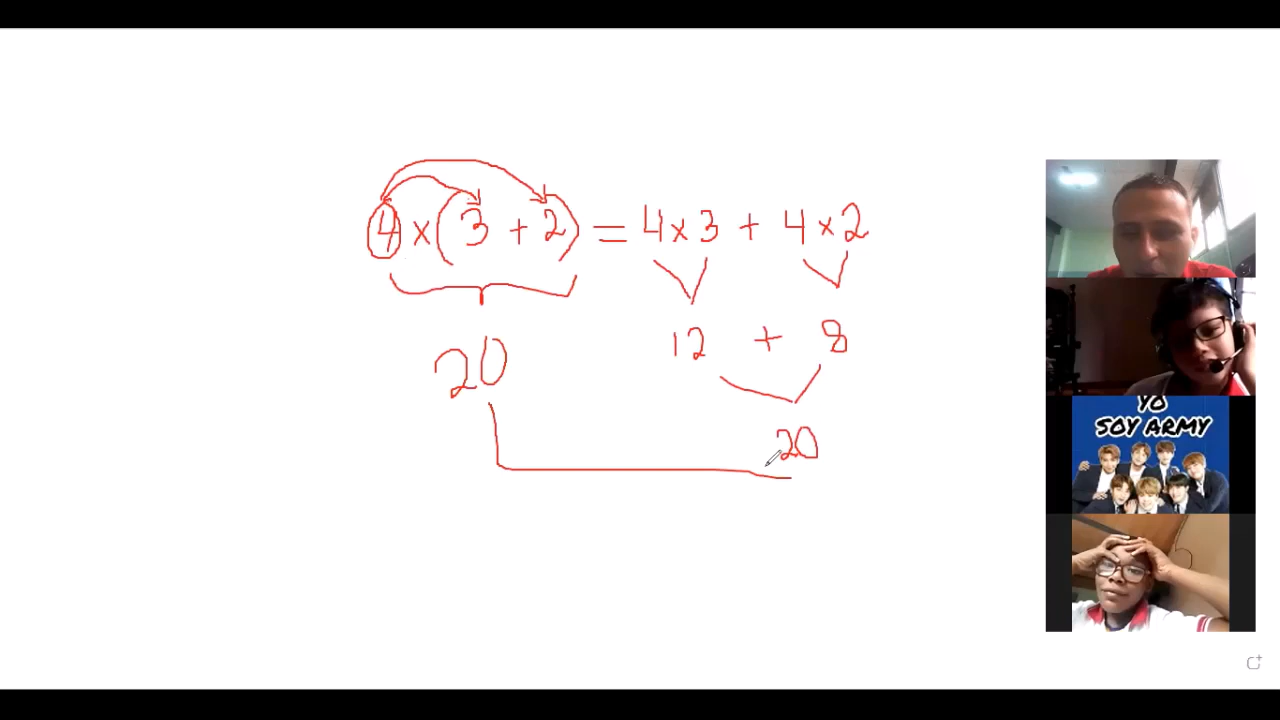 4 × (3 + 2) = 4 × 3 + 4 × 2
20
12 + 8
20
YO
SOY ARMY